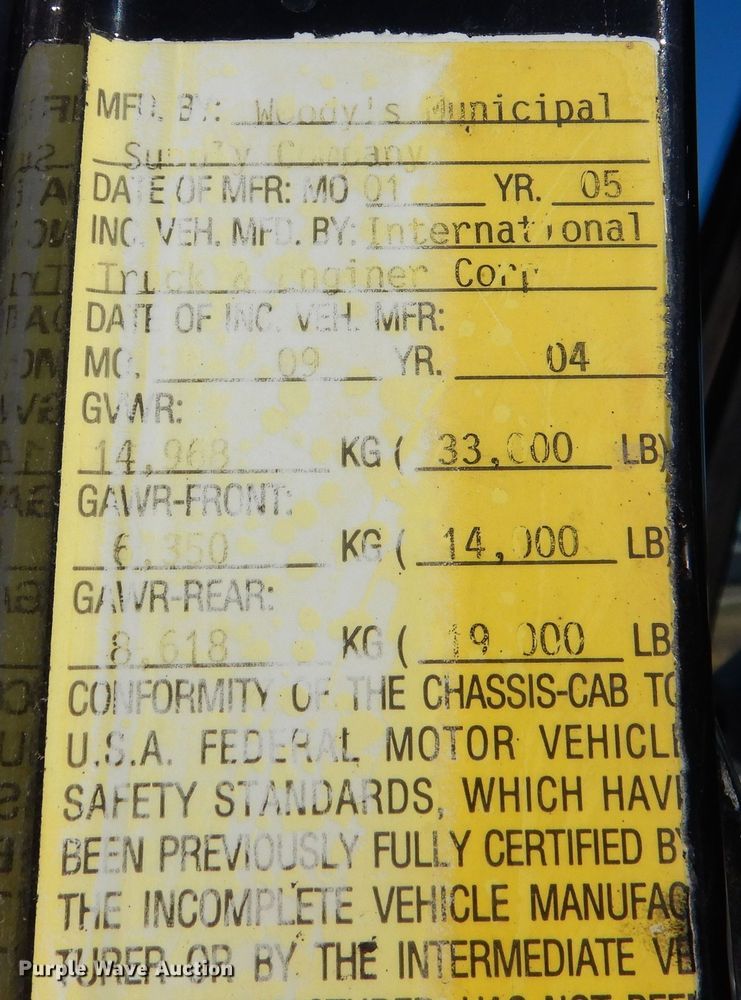 MFD. BY: Woody's Municipal
Supply Company
DATE OF MFR: MO 01 YR. 05
INC. VEH. MFD. BY: International
Truck & Enginer Corp
DATE OF INC. VEH. MFR:
MO. 09 YR. 04
GVWR:
14,968 KG ( 33,000 LB)
GAWR-FRONT:
6,350 KG ( 14,000 LB)
GAWR-REAR:
8,618 KG ( 19,000 LB
CONFORMITY OF THE CHASSIS-CAB TO
U.S.A. FEDERAL MOTOR VEHICLE
SAFETY STANDARDS, WHICH HAVE
BEEN PREVIOUSLY FULLY CERTIFIED BY
THE INCOMPLETE VEHICLE MANUFAC
TURER OR BY THE INTERMEDIATE VE
Purple Wave Auction
HAS NOT BEEN